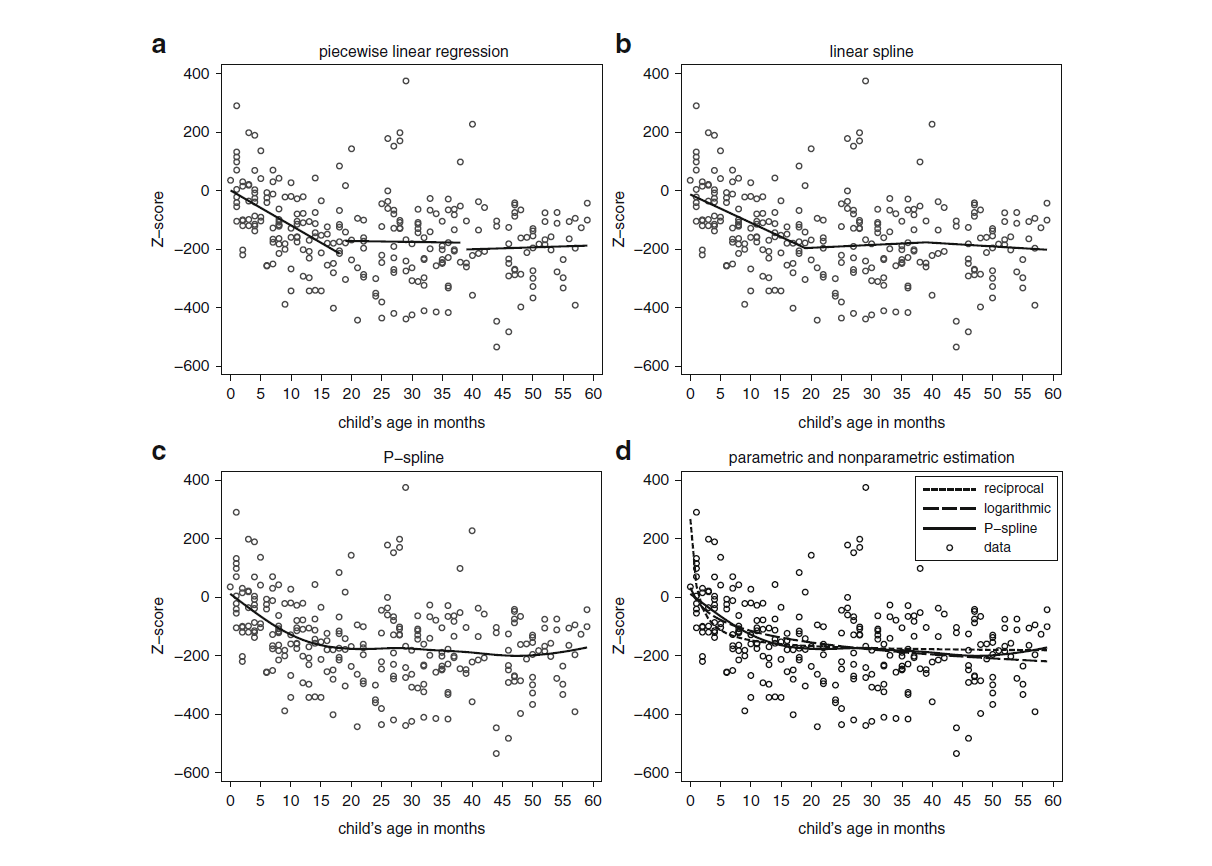 a
piecewise linear regression
400
200
0
−200
−400
−600
Z−score
0 5 10 15 20 25 30 35 40 45 50 55 60
child's age in months
b
linear spline
400
200
0
−200
−400
−600
Z−score
0 5 10 15 20 25 30 35 40 45 50 55 60
child's age in months
c
P−spline
400
200
0
−200
−400
−600
Z−score
0 5 10 15 20 25 30 35 40 45 50 55 60
child's age in months
d
parametric and nonparametric estimation
400
200
0
−200
−400
−600
Z−score
reciprocal
logarithmic
P−spline
data
0 5 10 15 20 25 30 35 40 45 50 55 60
child's age in months